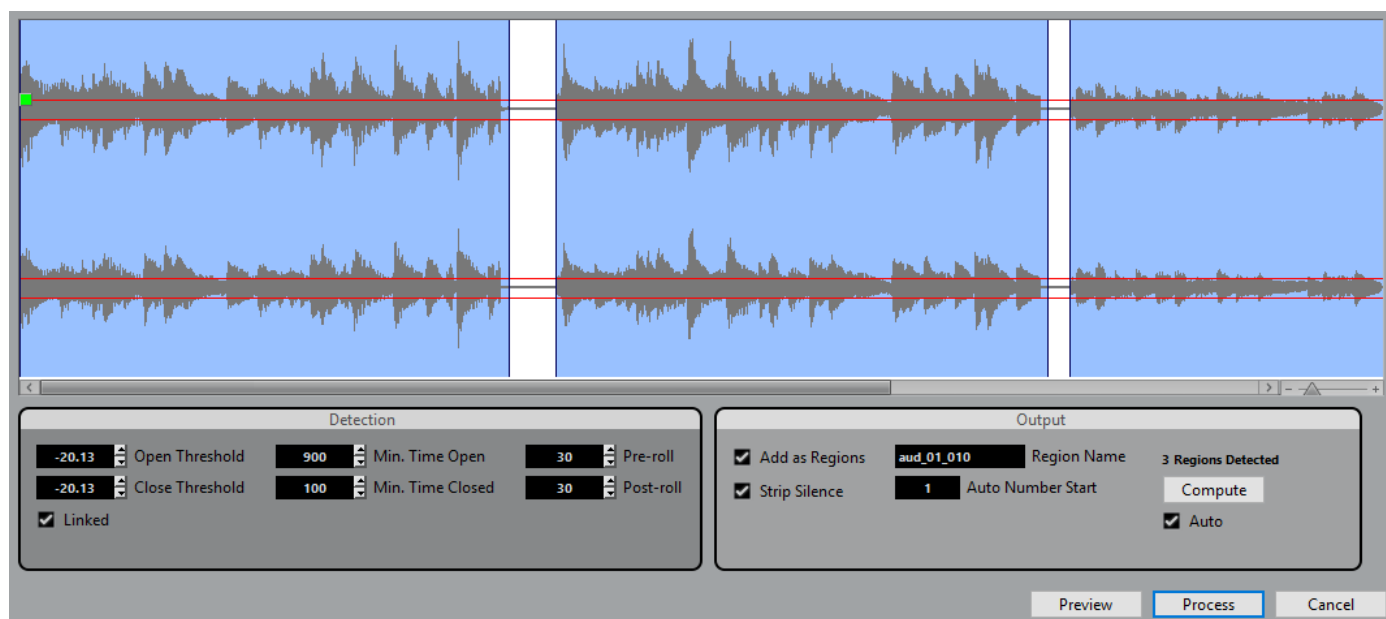 Detection
-20.13 Open Threshold 900 Min. Time Open 30 Pre-roll
-20.13 Close Threshold 100 Min. Time Closed 30 Post-roll
Linked
Output
Add as Regions aud_01_010 Region Name 3 Regions Detected
Strip Silence 1 Auto Number Start Compute
Auto
Preview Process Cancel